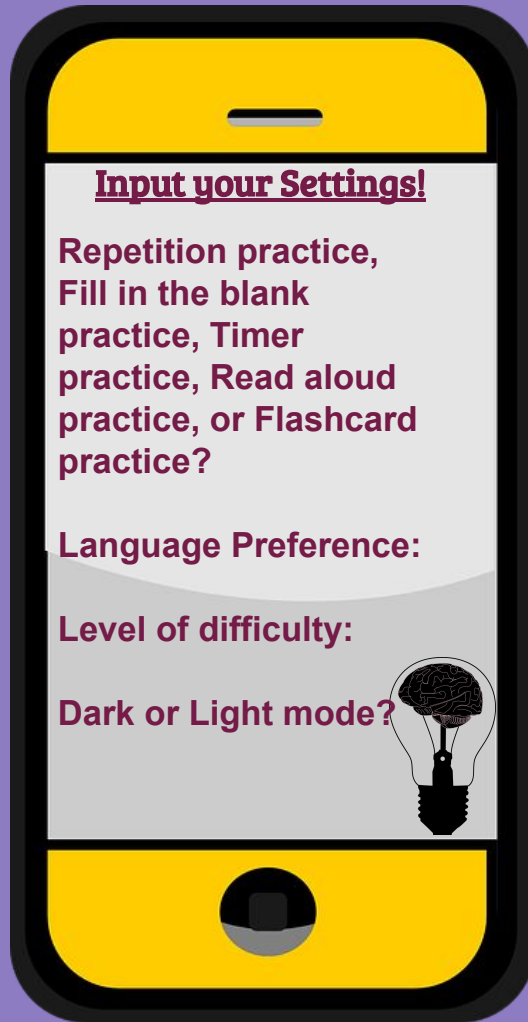 Input your Settings!
Repetition practice,
Fill in the blank
practice, Timer
practice, Read aloud
practice, or Flashcard
practice?
Language Preference:
Level of difficulty:
Dark or Light mode?